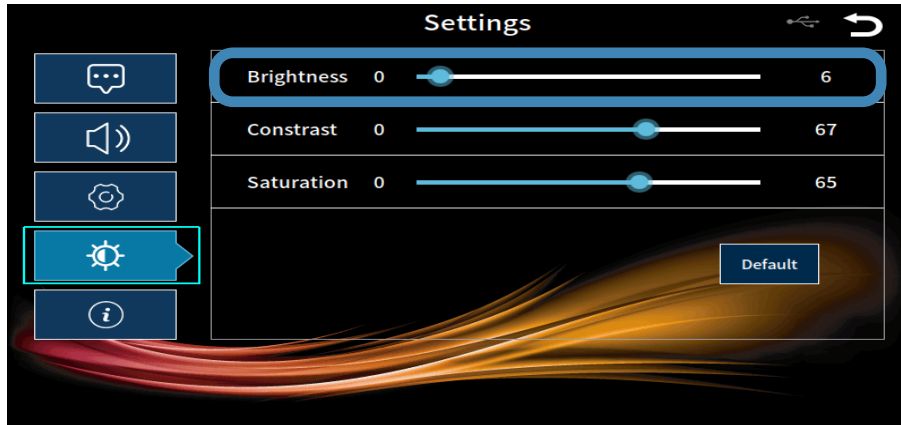 Settings
Brightness 0 6
Constrast 0 67
Saturation 0 65
Default
i